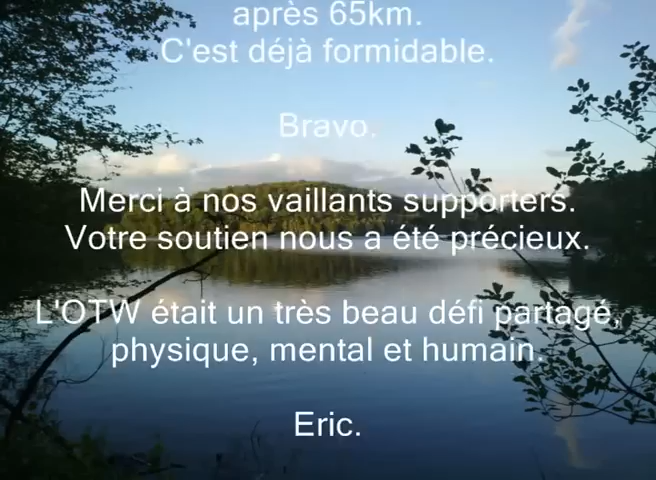 après 65km.
C'est déjà formidable.
Bravo.
Merci à nos vaillants supporters.
Votre soutien nous a été précieux.
L'OTW était un très beau défi partagé,
physique, mental et humain.
Eric.